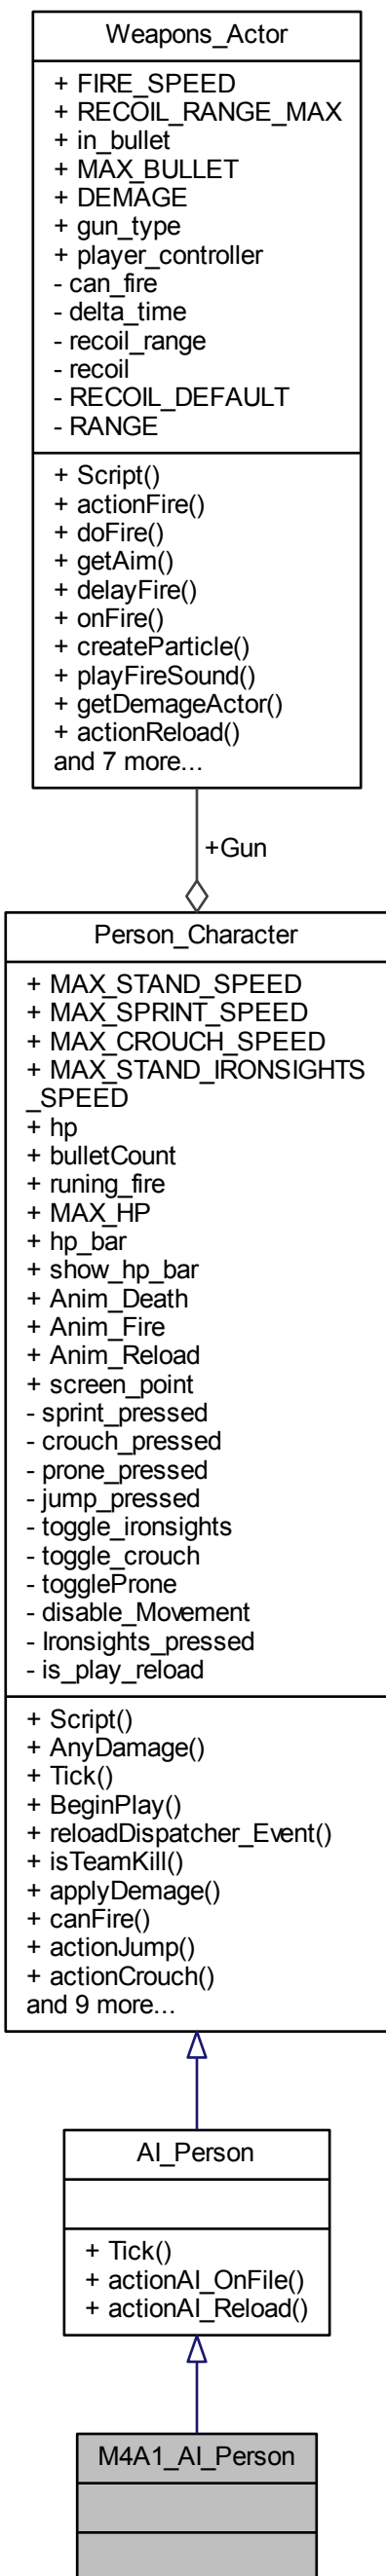 Weapons_Actor
+ FIRE_SPEED
+ RECOIL_RANGE_MAX
+ in_bullet
+ MAX_BULLET
+ DEMAGE
+ gun_type
+ player_controller
- can_fire
- delta_time
- recoil_range
- recoil
- RECOIL_DEFAULT
- RANGE
+ Script()
+ actionFire()
+ doFire()
+ getAim()
+ delayFire()
+ onFire()
+ createParticle()
+ playFireSound()
+ getDemageActor()
+ actionReload()
and 7 more...
+Gun
Person_Character
+ MAX_STAND_SPEED
+ MAX_SPRINT_SPEED
+ MAX_CROUCH_SPEED
+ MAX_STAND_IRONSIGHTS
_SPEED
+ hp
+ bulletCount
+ runing_fire
+ MAX_HP
+ hp_bar
+ show_hp_bar
+ Anim_Death
+ Anim_Fire
+ Anim_Reload
+ screen_point
- sprint_pressed
- crouch_pressed
- prone_pressed
- jump_pressed
- toggle_ironsights
- toggle_crouch
- toggleProne
- disable_Movement
- Ironsights_pressed
- is_play_reload
+ Script()
+ AnyDamage()
+ Tick()
+ BeginPlay()
+ reloadDispatcher_Event()
+ isTeamKill()
+ applyDemage()
+ canFire()
+ actionJump()
+ actionCrouch()
and 9 more...
AI_Person
+ Tick()
+ actionAI_OnFile()
+ actionAI_Reload()
M4A1_AI_Person